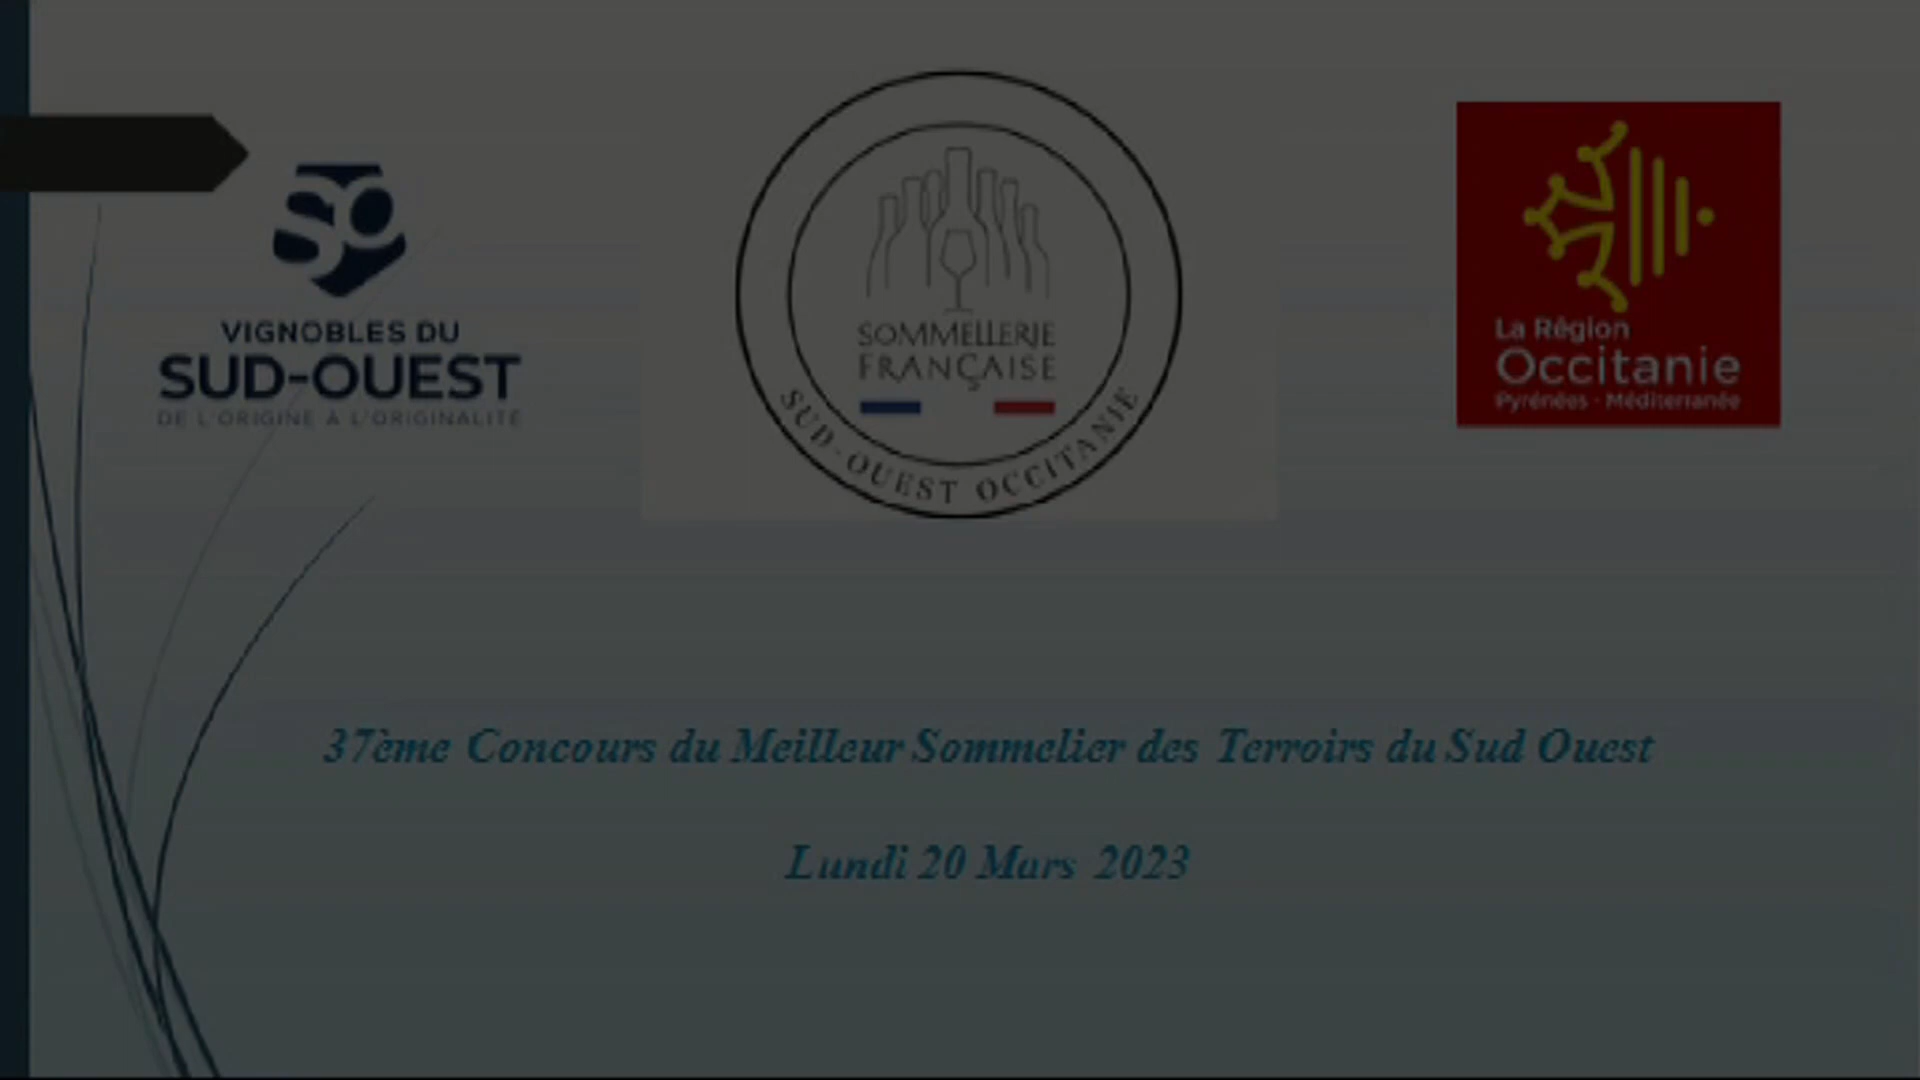 SO
VIGNOBLES DU
SUD-OUEST
DE L'ORIGINE À L'ORIGINALITÉ
SOMMELLERIE
FRANÇAISE
SUD-OUEST OCCITANIE
La Région
Occitanie
Pyrénées - Méditerranée
37ème Concours du Meilleur Sommelier des Terroirs du Sud Ouest
Lundi 20 Mars 2023